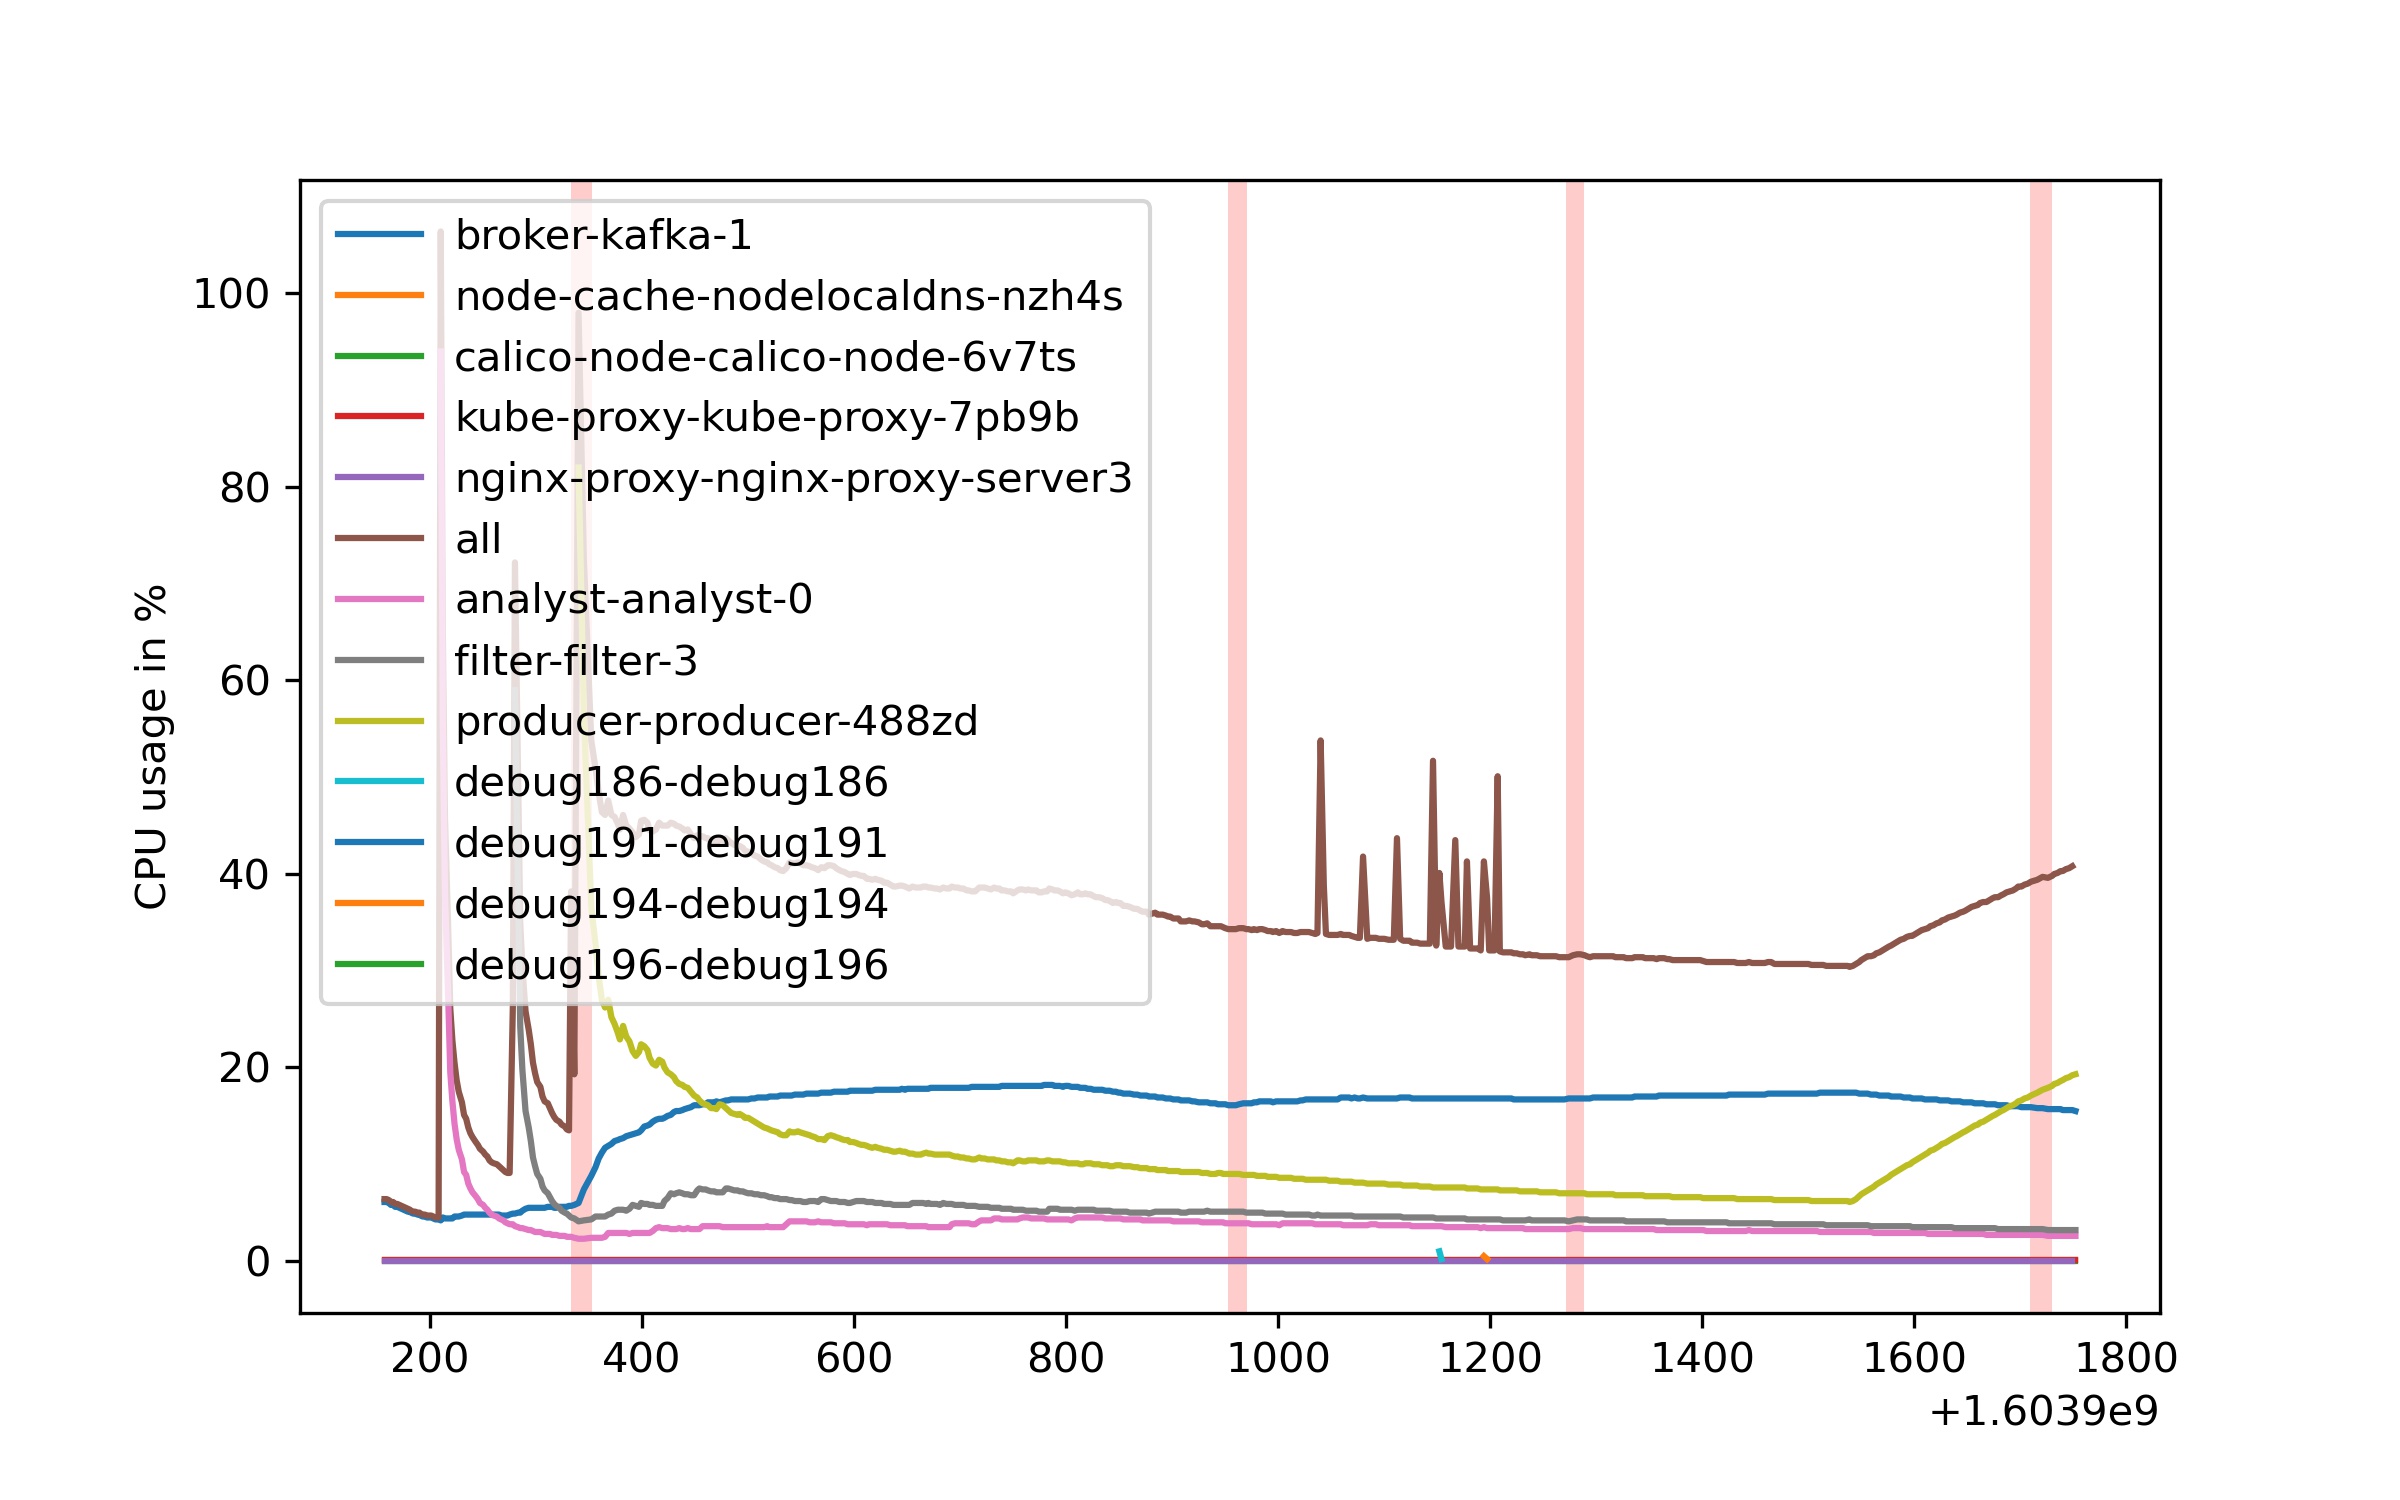 broker-kafka-1
node-cache-nodelocaldns-nzh4s
calico-node-calico-node-6v7ts
kube-proxy-kube-proxy-7pb9b
nginx-proxy-nginx-proxy-server3
all
analyst-analyst-0
filter-filter-3
producer-producer-488zd
debug186-debug186
debug191-debug191
debug194-debug194
debug196-debug196
CPU usage in %
100
80
60
40
20
0
200 400 600 800 1000 1200 1400 1600 1800
+1.6039e9